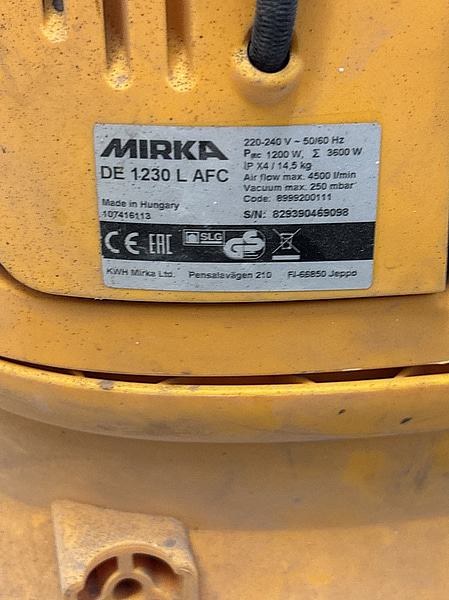 MIRKA
DE 1230 L AFC
Made in Hungary
107416113
220-240 V ~ 50/60 Hz
PIEC 1200 W, Σ 3600 W
IP X4 / 14,5 kg
Air flow max. 4500 l/min
Vacuum max. 250 mbar
Code: 8999200111
S/N: 829390469098
CE EAC SLG GS
KWH Mirka Ltd. Pensalavägen 210 FI-66850 Jeppo